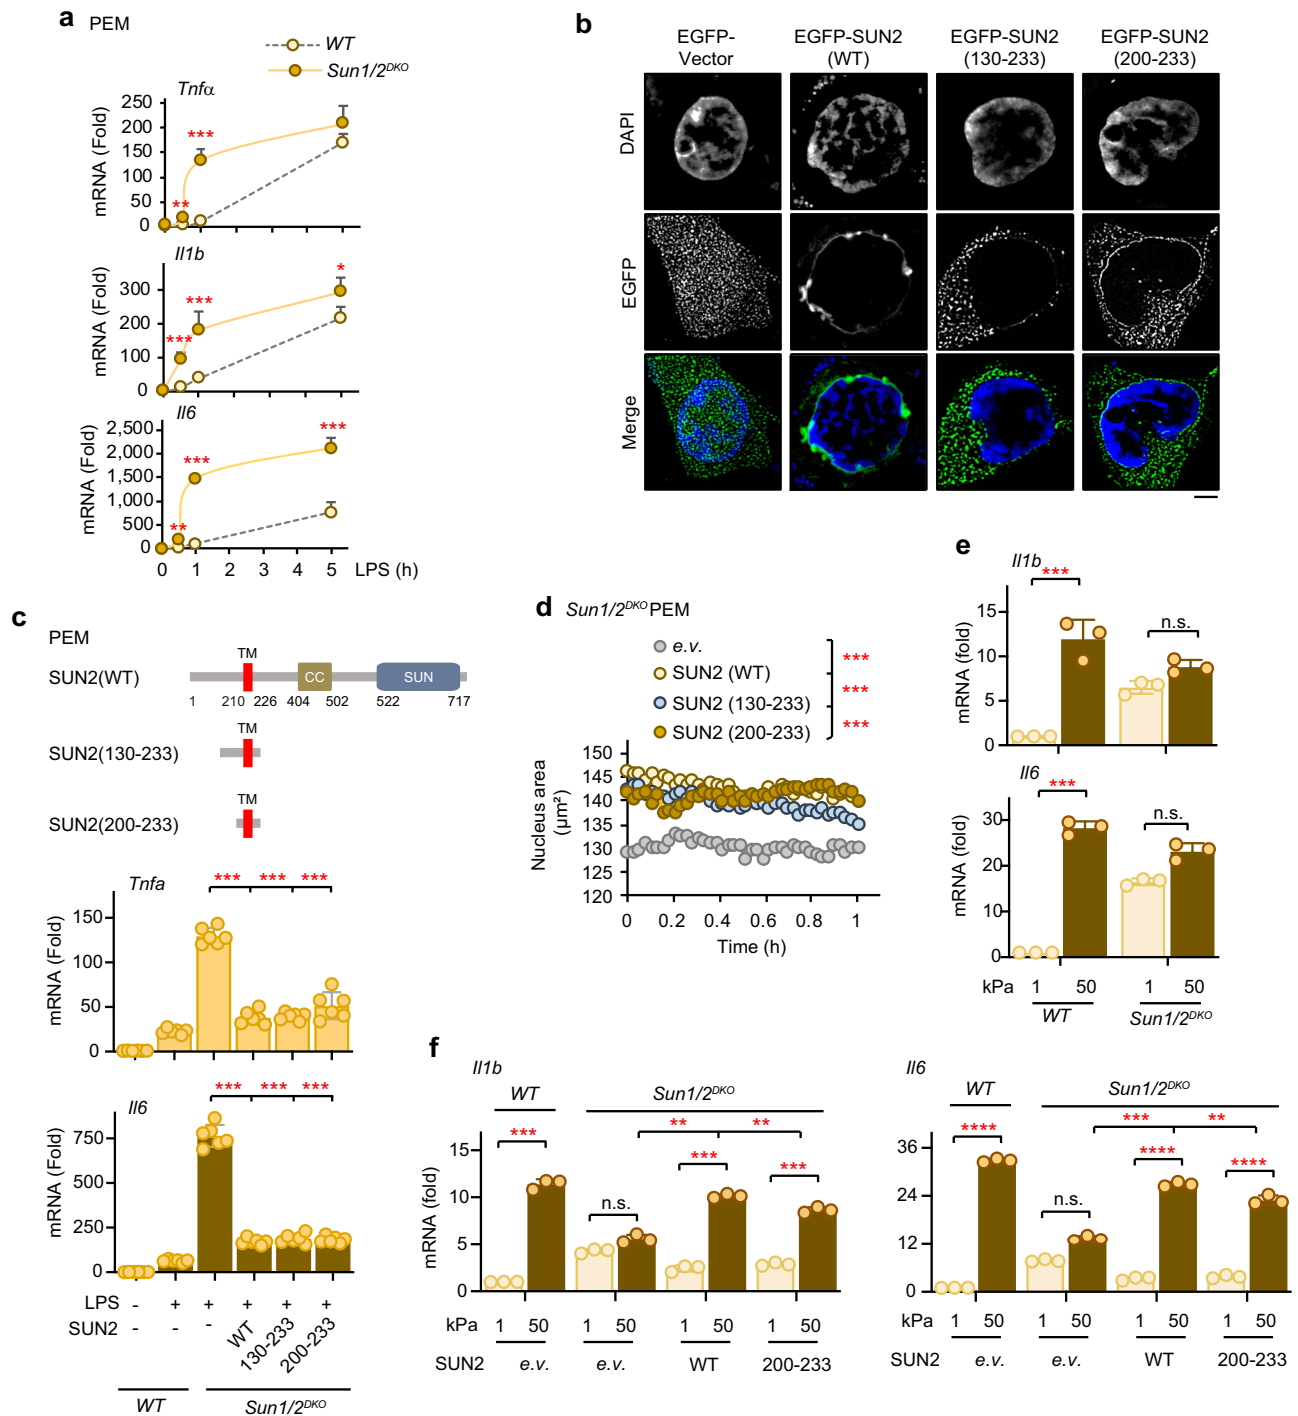 a PEM
WT
Sun1/2DKO
Tnfα
mRNA (Fold)
250
200
150
100
50
0
***
**
Il1b
mRNA (Fold)
300
200
100
0
***
***
*
Il6
mRNA (Fold)
2,500
2,000
1,500
1,000
500
0
**
***
***
0 1 2 3 4 5 LPS (h)
b
EGFP-Vector
EGFP-SUN2 (WT)
EGFP-SUN2 (130-233)
EGFP-SUN2 (200-233)
DAPI
EGFP
Merge
c
PEM
SUN2(WT)
TM
CC
SUN
1 210 226 404 502 522 717
SUN2(130-233)
TM
SUN2(200-233)
TM
Tnfa
mRNA (Fold)
150
100
50
0
*** *** ***
Il6
mRNA (Fold)
750
500
250
0
*** *** ***
LPS - + + + + +
SUN2 - - - WT 130-233 200-233
WT Sun1/2DKO
d Sun1/2DKO PEM
e.v.
SUN2 (WT)
SUN2 (130-233)
SUN2 (200-233)
***
***
***
Nucleus area (μm²)
150
145
140
135
130
125
120
0 0.2 0.4 0.6 0.8 1
Time (h)
e
Il1b
mRNA (fold)
15
10
5
0
*** n.s.
Il6
mRNA (fold)
30
20
10
0
*** n.s.
kPa 1 50 1 50
WT Sun1/2DKO
f
Il1b
WT Sun1/2DKO
mRNA (fold)
15
10
5
0
** **
*** n.s. *** ***
kPa 1 50 1 50 1 50 1 50
SUN2 e.v. e.v. WT 200-233
Il6
WT Sun1/2DKO
mRNA (fold)
36
24
12
0
*** **
**** n.s. **** ****
kPa 1 50 1 50 1 50 1 50
SUN2 e.v. e.v. WT 200-233